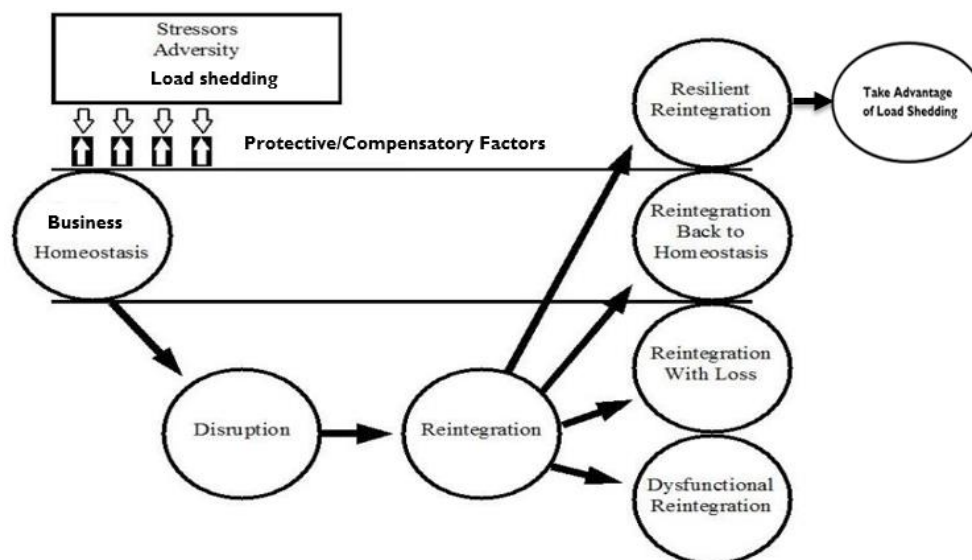 Stressors
Adversity
Load shedding
Protective/Compensatory Factors
Business
Homeostasis
Disruption
Reintegration
Resilient
Reintegration
Take Advantage
of Load Shedding
Reintegration
Back to
Homeostasis
Reintegration
With Loss
Dysfunctional
Reintegration